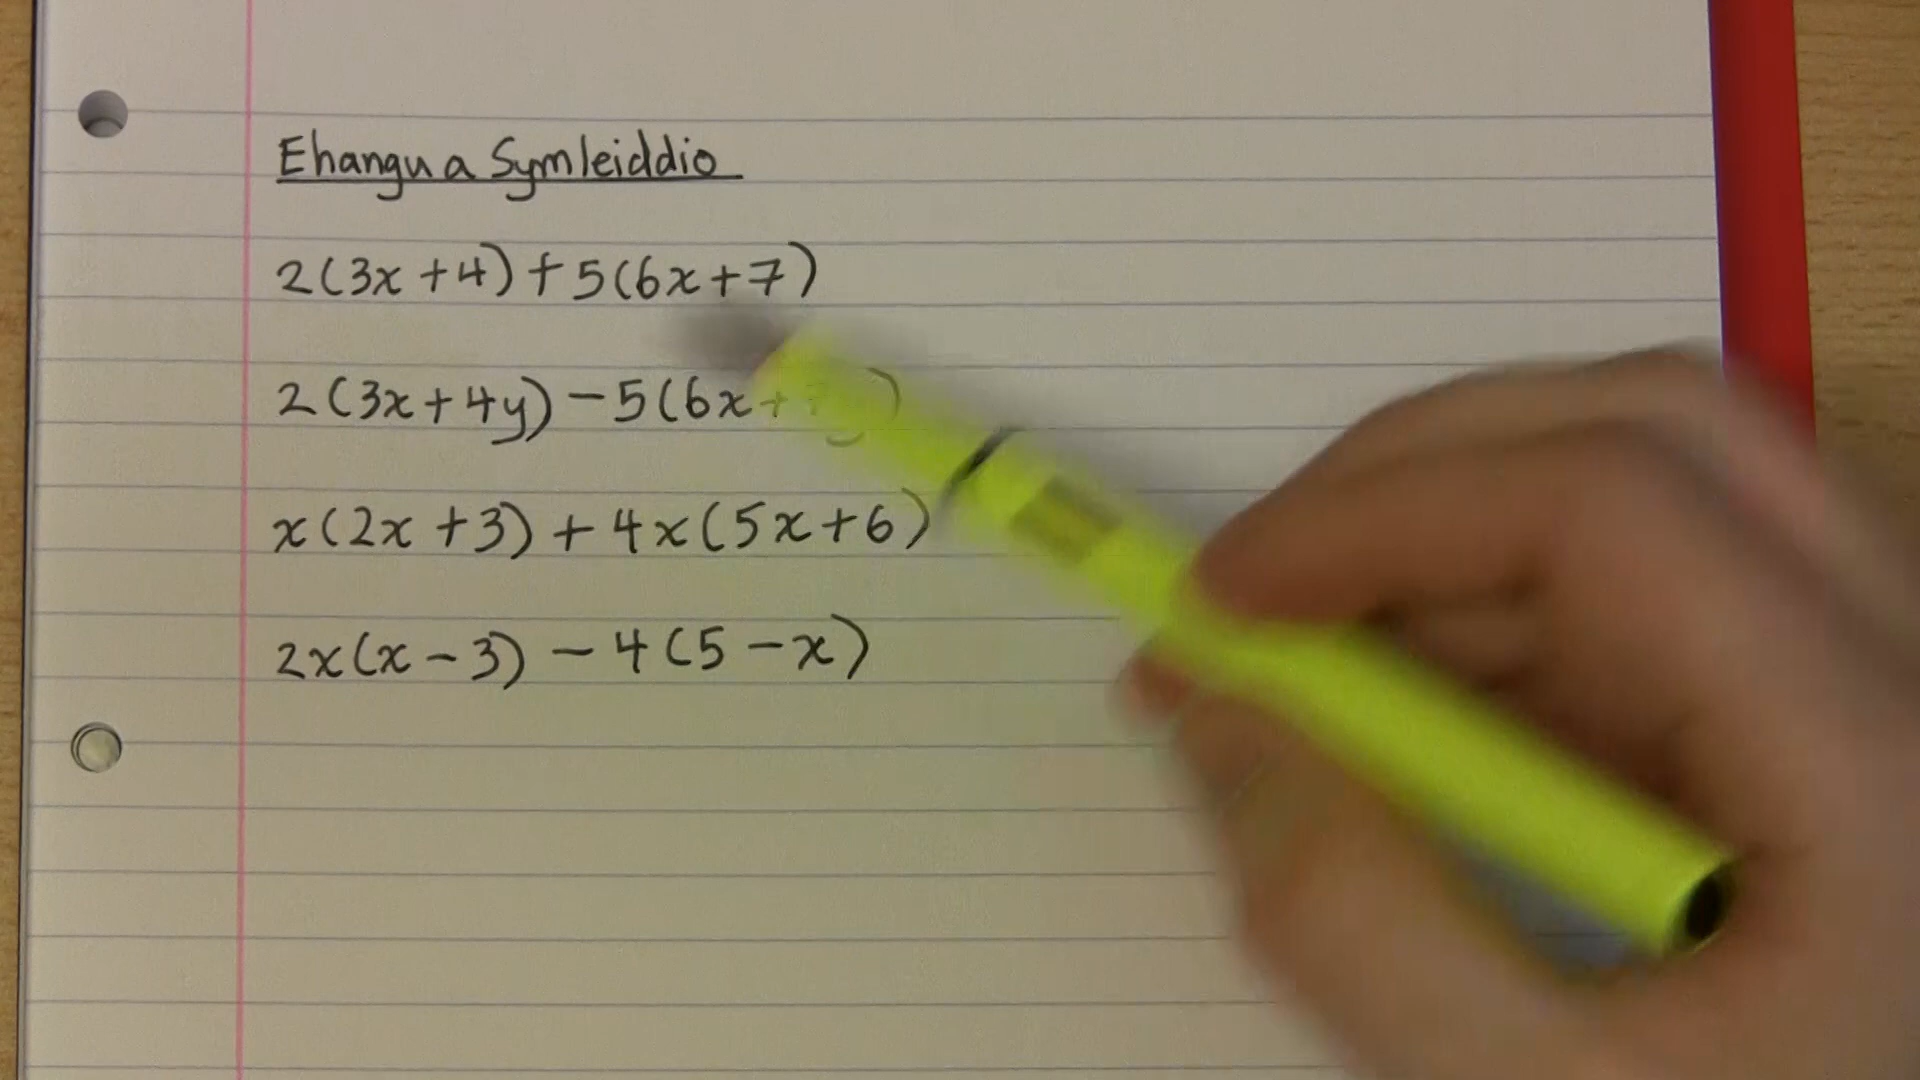 Ehangu a Symleiddio
2(3x+4)+5(6x+7)
2(3x+4y)-5(6x+
x(2x+3)+4x(5x+6)
2x(x-3)-4(5-x)